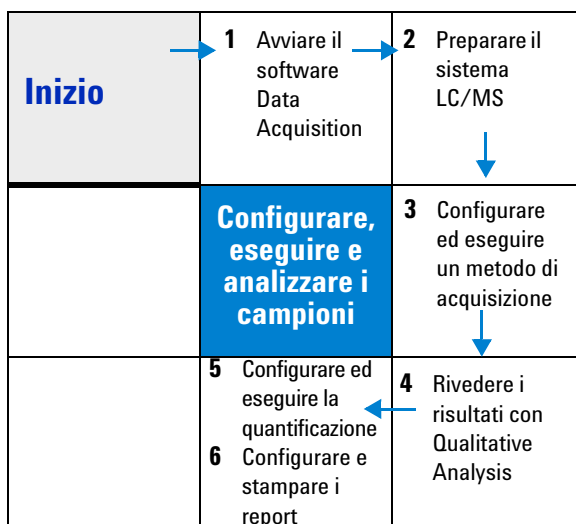 Inizio
1 Avviare il
software
Data
Acquisition
2 Preparare il
sistema
LC/MS
Configurare,
eseguire e
analizzare i
campioni
3 Configurare
ed eseguire
un metodo di
acquisizione
4 Rivedere i
risultati con
Qualitative
Analysis
5 Configurare ed
eseguire la
quantificazione
6 Configurare e
stampare i
report